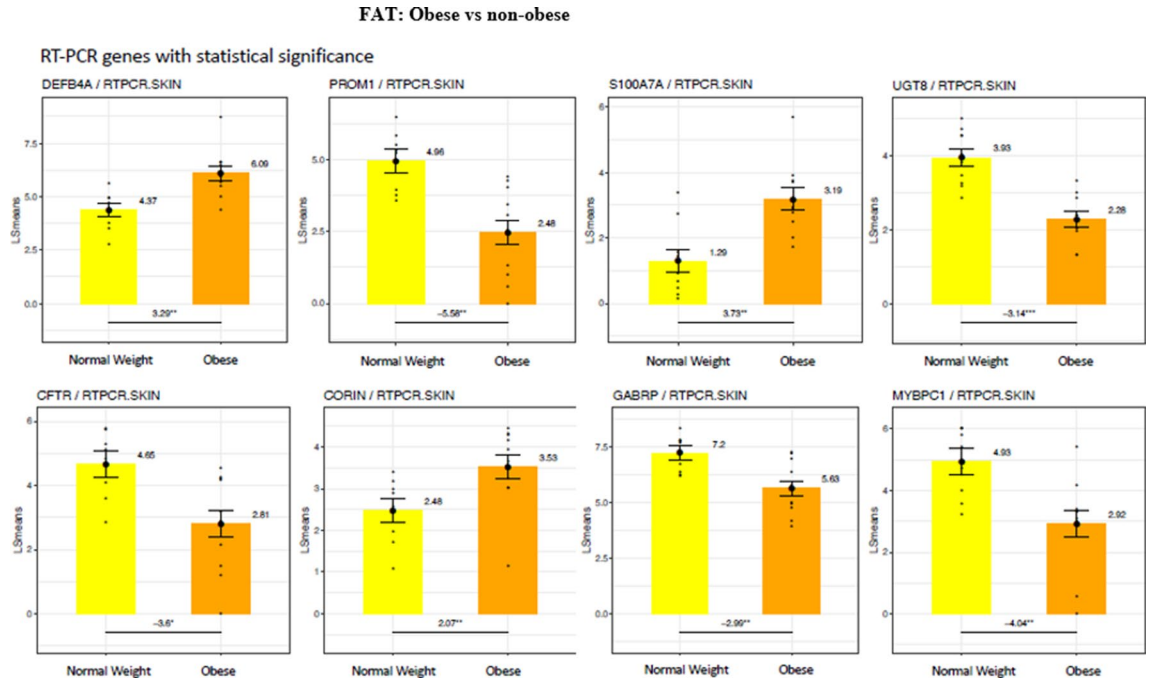 FAT: Obese vs non-obese
RT-PCR genes with statistical significance
DEFB4A / RTPCR.SKIN
LSmeans
7.5
5.0
2.5
0.0
4.37
6.09
3.29**
Normal Weight Obese
PROM1 / RTPCR.SKIN
LSmeans
5.0
2.5
0.0
4.96
2.48
-5.58**
Normal Weight Obese
S100A7A / RTPCR.SKIN
LSmeans
6
4
2
0
1.29
3.19
3.73**
Normal Weight Obese
UGT8 / RTPCR.SKIN
LSmeans
4
2
0
3.93
2.28
-3.14***
Normal Weight Obese
CFTR / RTPCR.SKIN
LSmeans
6
4
2
0
4.65
2.81
-3.6*
Normal Weight Obese
CORIN / RTPCR.SKIN
LSmeans
4
3
2
1
0
2.48
3.53
2.07**
Normal Weight Obese
GABRP / RTPCR.SKIN
LSmeans
7.5
5.0
2.5
0.0
7.2
5.63
-2.99**
Normal Weight Obese
MYBPC1 / RTPCR.SKIN
LSmeans
6
4
2
0
4.93
2.92
-4.04**
Normal Weight Obese